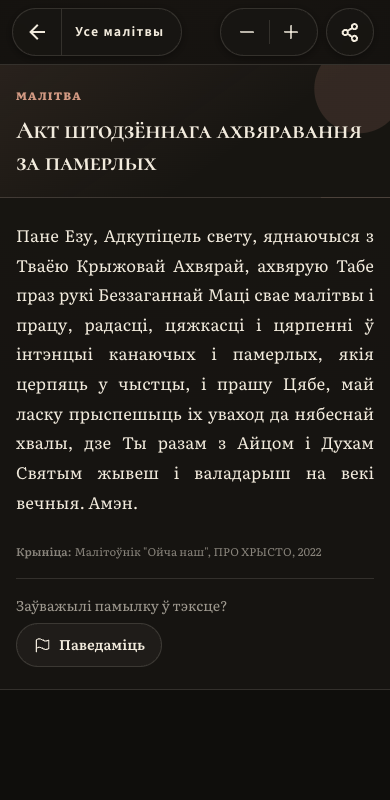 Усе малітвы
МАЛІТВА
Акт штодзённага ахвяравання
за памерлых
Пане Езу, Адкупіцель свету, яднаючыся з
Тваёю Крыжовай Ахвярай, ахвярую Табе
праз рукі Беззаганнай Маці свае малітвы і
працу, радасці, цяжкасці і цярпенні ў
інтэнцыі канаючых і памерлых, якія
церпяць у чыстцы, і прашу Цябе, май
ласку прыспешыць іх уваход да нябеснай
хвалы, дзе Ты разам з Айцом і Духам
Святым жывеш і валадарыш на векі
вечныя. Амэн.
Крыніца: Малітоўнік "Ойча наш", ПРО ХРЫСТО, 2022
Заўважылі памылку ў тэксце?
Паведаміць